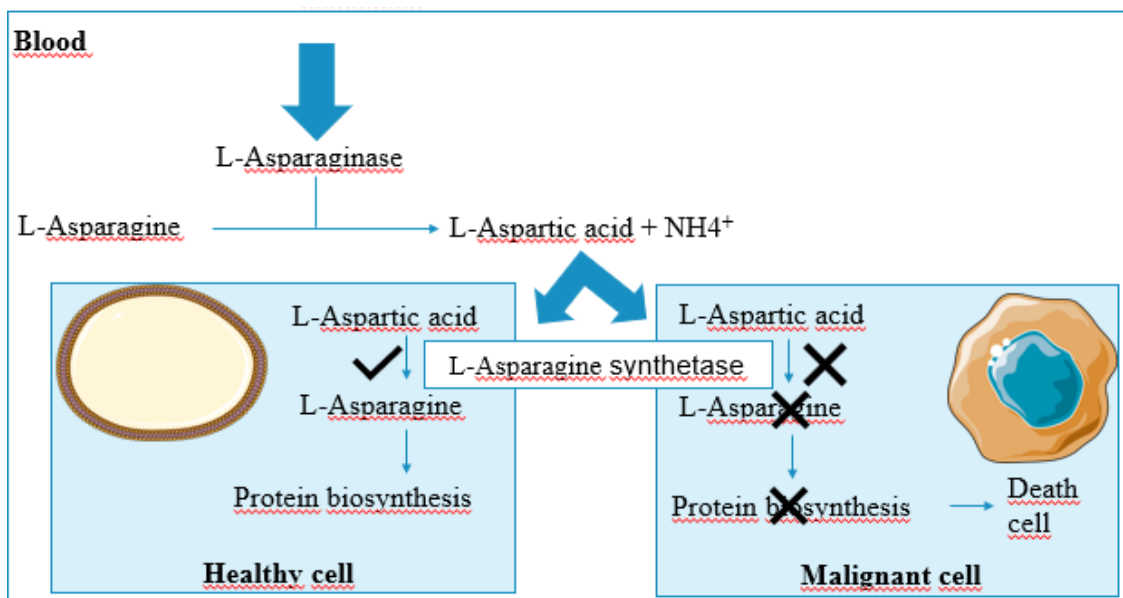 Blood
L-Asparaginase
L-Asparagine
L-Aspartic acid + NH4⁺
L-Aspartic acid
L-Asparagine
Protein biosynthesis
Healthy cell
L-Asparagine synthetase
L-Aspartic acid
L-Asparagine
Protein biosynthesis
Death
cell
Malignant cell